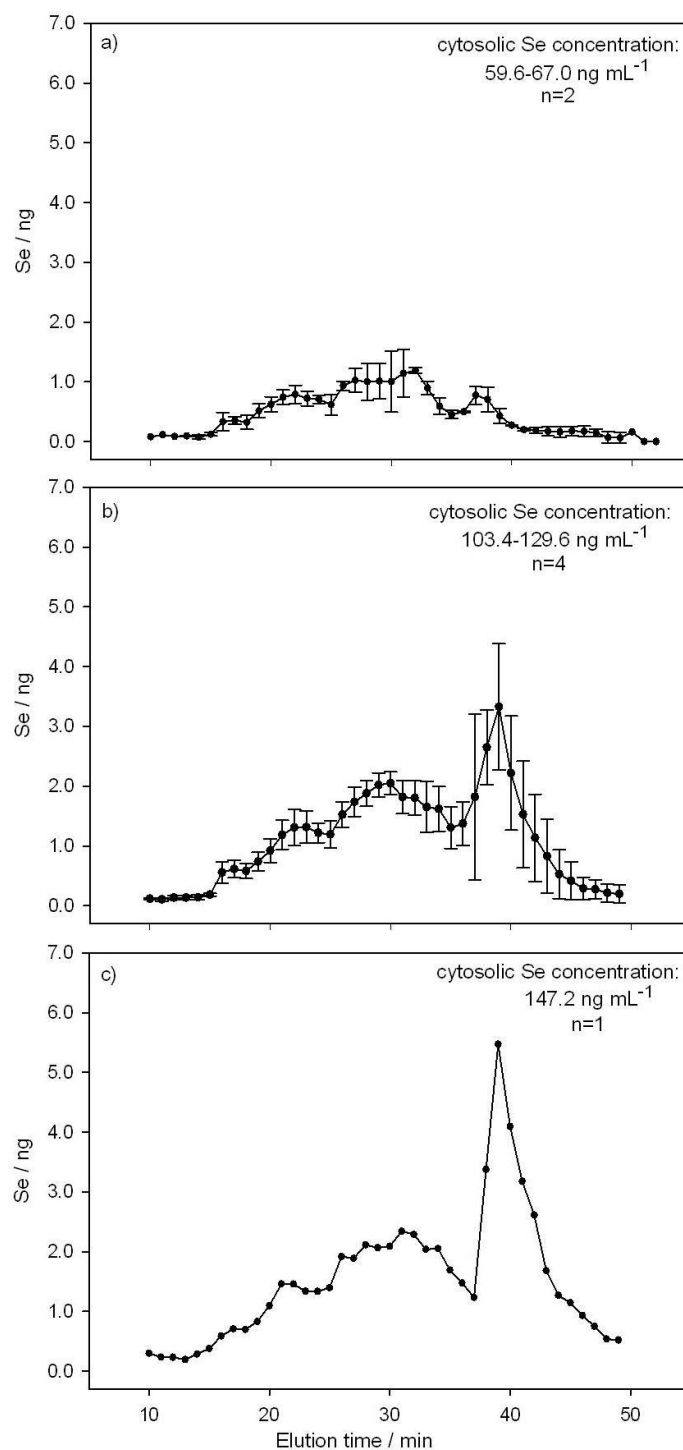 a)
cytosolic Se concentration:
59.6-67.0 ng mL⁻¹
n=2
7.0
6.0
5.0
4.0
3.0
2.0
1.0
0.0
Se / ng
b)
cytosolic Se concentration:
103.4-129.6 ng mL⁻¹
n=4
7.0
6.0
5.0
4.0
3.0
2.0
1.0
0.0
Se / ng
c)
cytosolic Se concentration:
147.2 ng mL⁻¹
n=1
7.0
6.0
5.0
4.0
3.0
2.0
1.0
0.0
Se / ng
10 20 30 40 50
Elution time / min